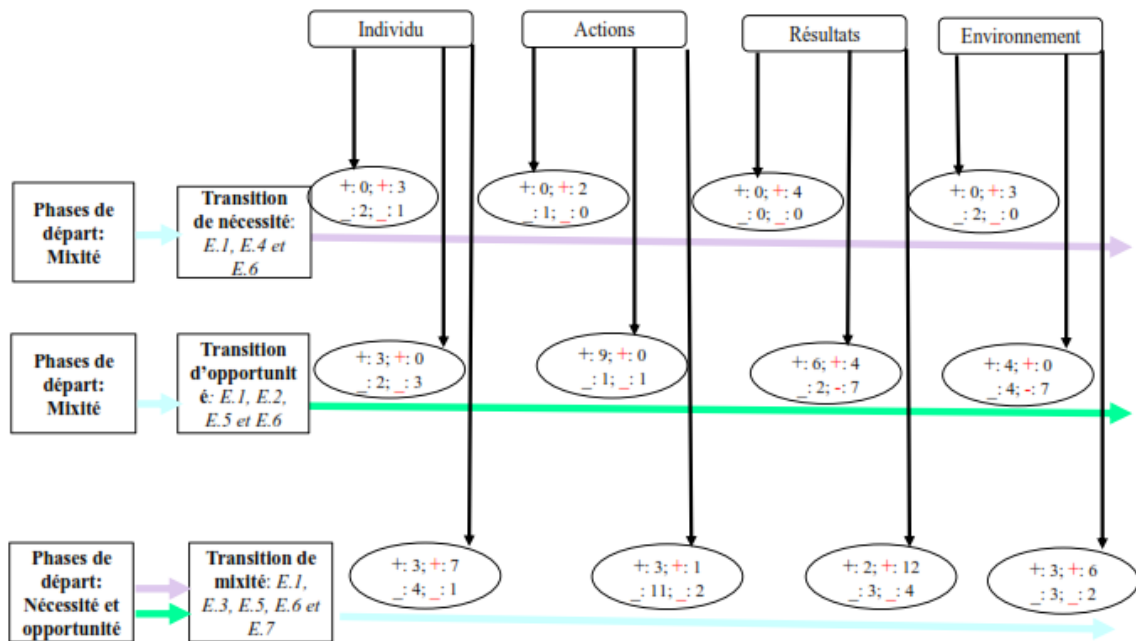 Individu
Actions
Résultats
Environnement
Phases de
départ:
Mixité
Transition
de nécessité:
E.1, E.4 et
E.6
+: 0; +: 3
_: 2; _: 1
+: 0; +: 2
_: 1; _: 0
+: 0; +: 4
_: 0; _: 0
+: 0; +: 3
_: 2; _: 0
Phases de
départ:
Mixité
Transition
d’opportunit
é: E.1, E.2,
E.5 et E.6
+: 3; +: 0
_: 2; _: 3
+: 9; +: 0
_: 1; _: 1
+: 6; +: 4
_: 2; -: 7
+: 4; +: 0
_: 4; -: 7
Phases de
départ:
Nécessité et
opportunité
Transition de
mixité: E.1,
E.3, E.5, E.6 et
E.7
+: 3; +: 7
_: 4; _: 1
+: 3; +: 1
_: 11; _: 2
+: 2; +: 12
_: 3; _: 4
+: 3; +: 6
_: 3; _: 2